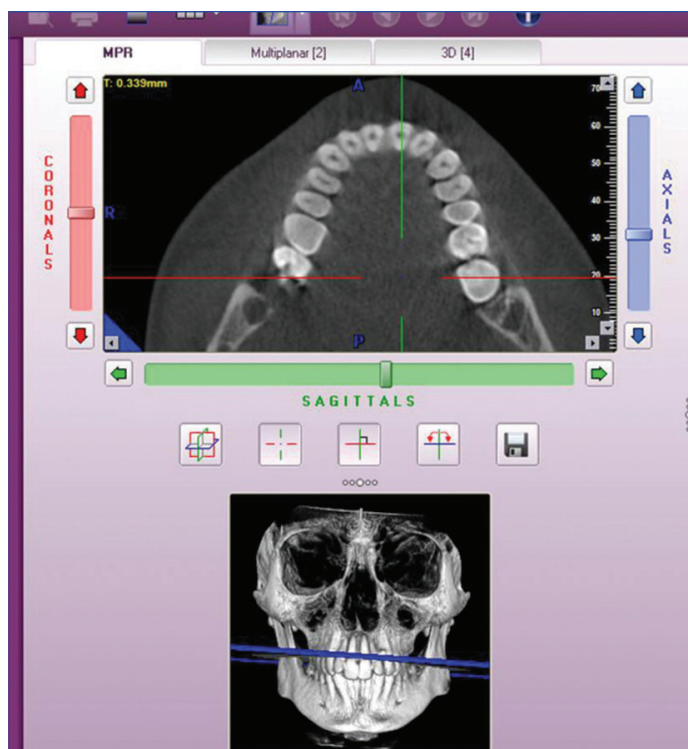 MPR
Multiplanar [2]
3D [4]
T: 0.339mm
A
R
P
70
60
50
40
30
20
10
CORONALS
AXIALS
SAGITTALS